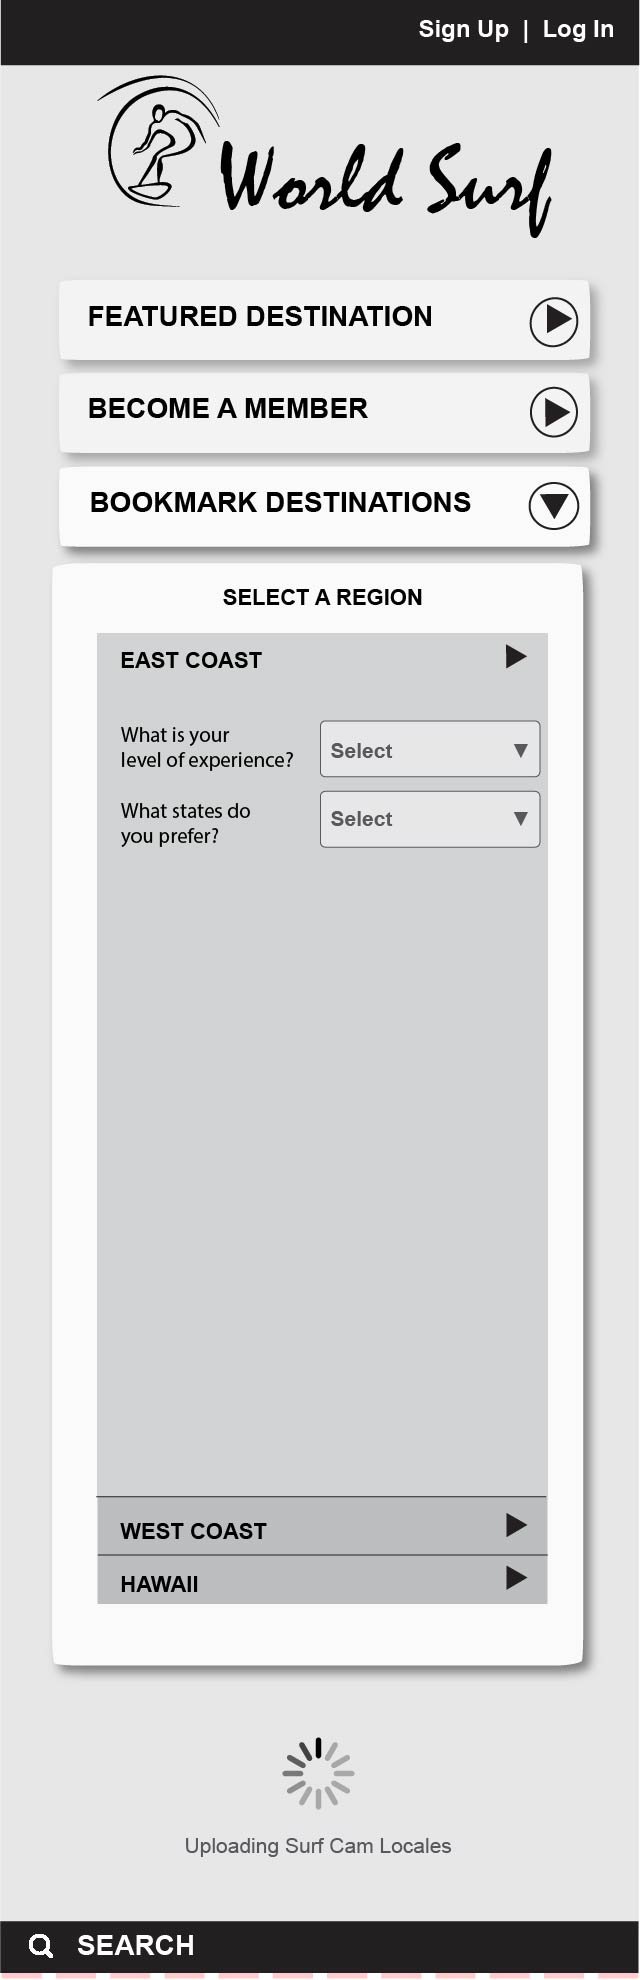 Sign Up | Log In
World Surf
FEATURED DESTINATION
BECOME A MEMBER
BOOKMARK DESTINATIONS
SELECT A REGION
EAST COAST
What is your
level of experience?
Select
What states do
you prefer?
Select
WEST COAST
HAWAII
Uploading Surf Cam Locales
SEARCH